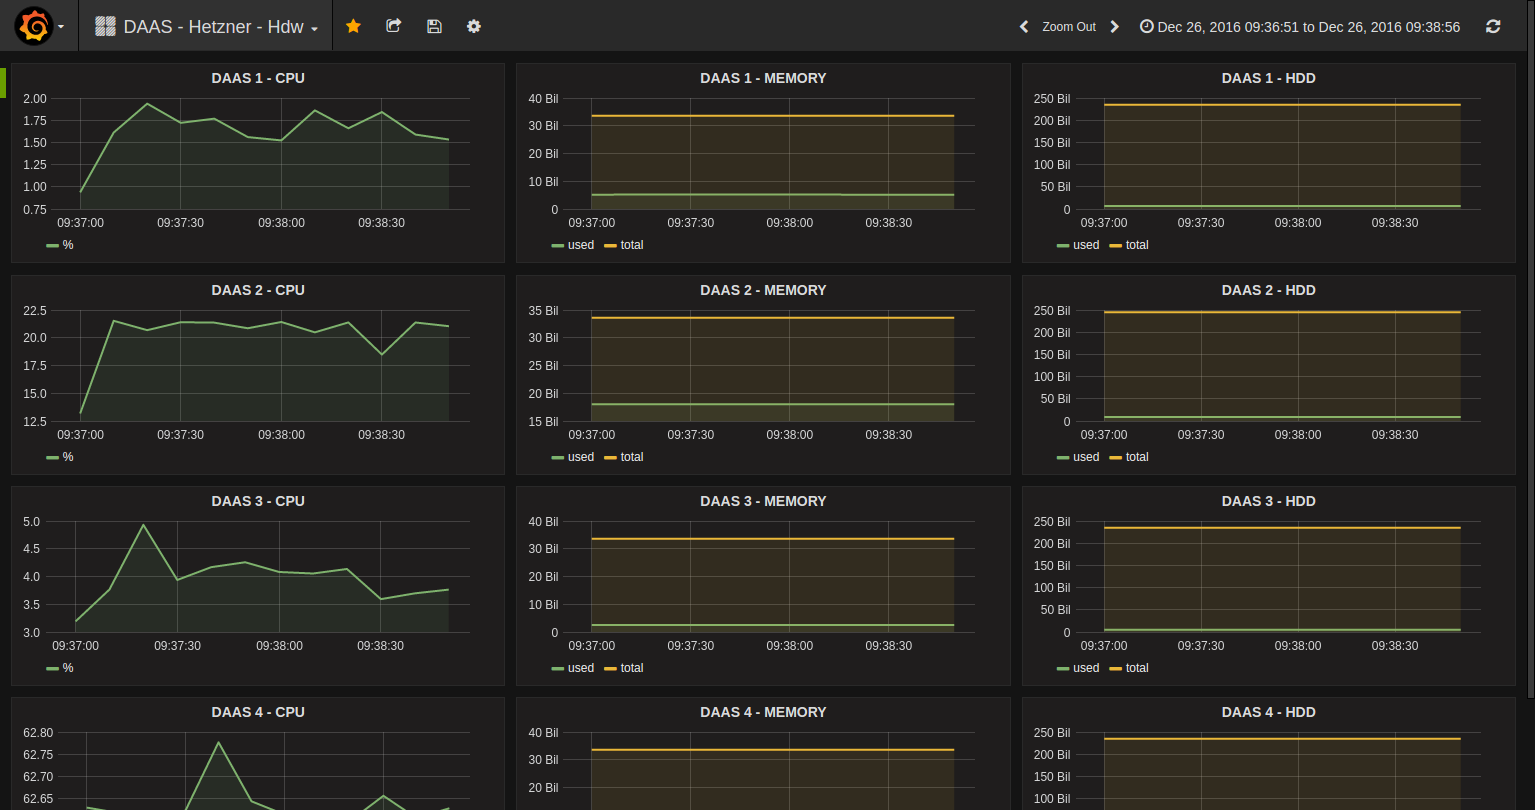 DAAS - Hetzner - Hdw
Zoom Out
Dec 26, 2016 09:36:51 to Dec 26, 2016 09:38:56
DAAS 1 - CPU
2.00
1.75
1.50
1.25
1.00
0.75
09:37:00 09:37:30 09:38:00 09:38:30
%
DAAS 1 - MEMORY
40 Bil
30 Bil
20 Bil
10 Bil
0
09:37:00 09:37:30 09:38:00 09:38:30
used total
DAAS 1 - HDD
250 Bil
200 Bil
150 Bil
100 Bil
50 Bil
0
09:37:00 09:37:30 09:38:00 09:38:30
used total
DAAS 2 - CPU
22.5
20.0
17.5
15.0
12.5
09:37:00 09:37:30 09:38:00 09:38:30
%
DAAS 2 - MEMORY
35 Bil
30 Bil
25 Bil
20 Bil
15 Bil
09:37:00 09:37:30 09:38:00 09:38:30
used total
DAAS 2 - HDD
250 Bil
200 Bil
150 Bil
100 Bil
50 Bil
0
09:37:00 09:37:30 09:38:00 09:38:30
used total
DAAS 3 - CPU
5.0
4.5
4.0
3.5
3.0
09:37:00 09:37:30 09:38:00 09:38:30
%
DAAS 3 - MEMORY
40 Bil
30 Bil
20 Bil
10 Bil
0
09:37:00 09:37:30 09:38:00 09:38:30
used total
DAAS 3 - HDD
250 Bil
200 Bil
150 Bil
100 Bil
50 Bil
0
09:37:00 09:37:30 09:38:00 09:38:30
used total
DAAS 4 - CPU
62.80
62.75
62.70
62.65
DAAS 4 - MEMORY
40 Bil
30 Bil
20 Bil
DAAS 4 - HDD
250 Bil
200 Bil
150 Bil
100 Bil